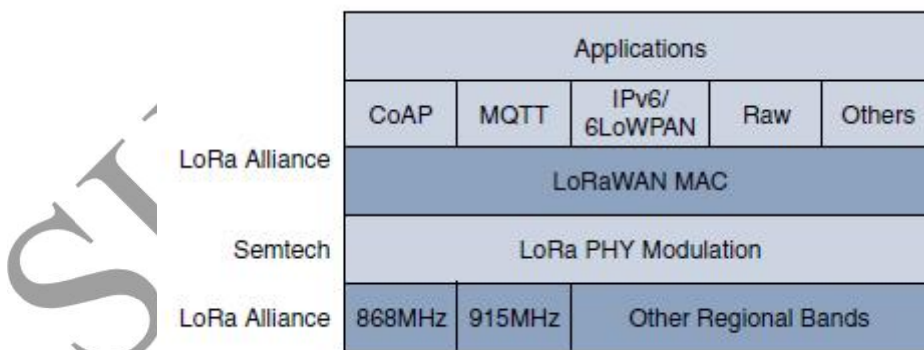 Applications
CoAP MQTT IPv6/ 6LoWPAN Raw Others
LoRa Alliance LoRaWAN MAC
Semtech LoRa PHY Modulation
LoRa Alliance 868MHz 915MHz Other Regional Bands